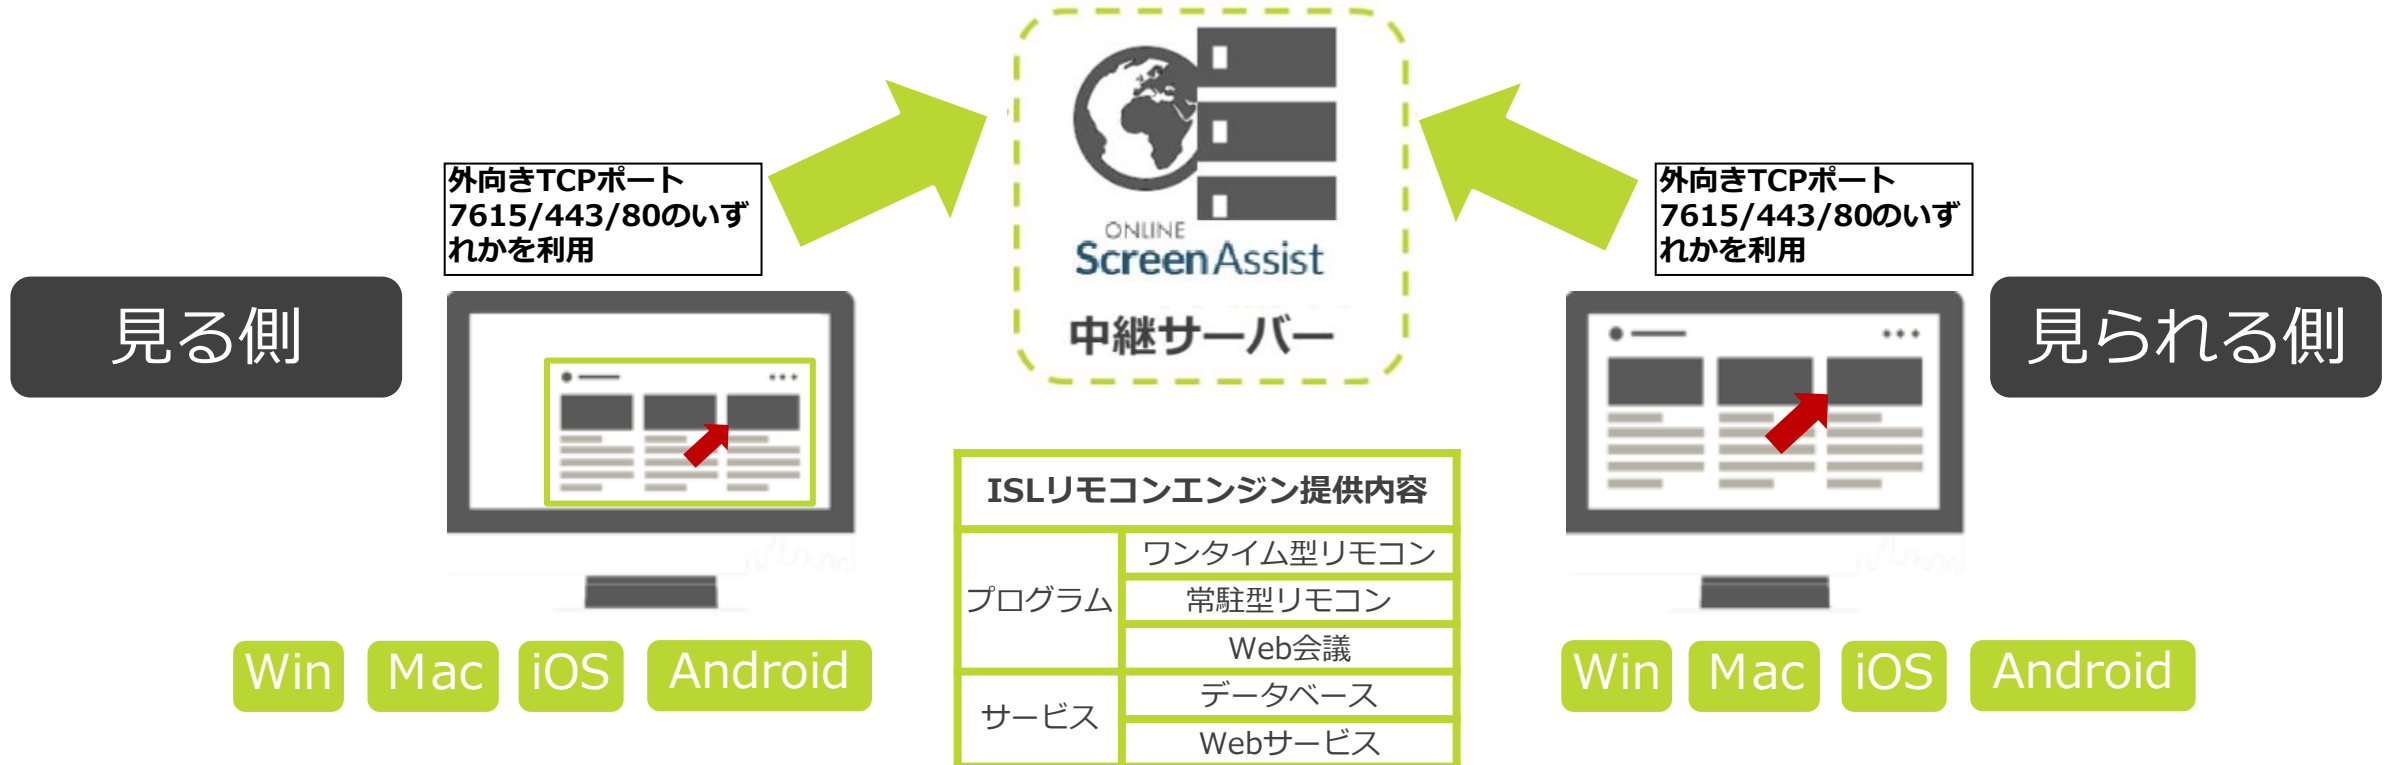 外向きTCPポート
7615/443/80のいず
れかを利用
見る側
Win
Mac
iOS
Android
ONLINE
ScreenAssist
中継サーバー
外向きTCPポート
7615/443/80のいず
れかを利用
見られる側
Win
Mac
iOS
Android
ISLリモコンエンジン提供内容
プログラム
ワンタイム型リモコン
常駐型リモコン
Web会議
サービス
データベース
Webサービス